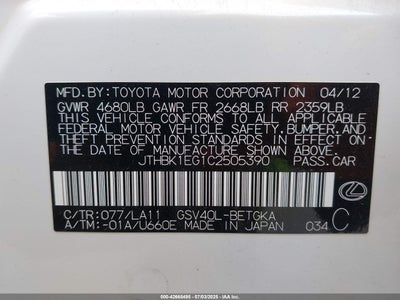 MFD. BY: TOYOTA MOTOR CORPORATION 04/12
GVWR 4680LB GAWR FR 2668LB RR 2359LB
THIS VEHICLE CONFORMS TO ALL APPLICABLE
FEDERAL MOTOR VEHICLE SAFETY, BUMPER, AND
THEFT PREVENTION STANDARDS IN EFFECT ON
THE DATE OF MANUFACTURE SHOWN ABOVE.
JTHBK1EG1C2505390 PASS.CAR
C/TR: 077/LA11 GSV40L-BETGKA
A/TM: -01A/U660E MADE IN JAPAN 034 C
500-42665495 - 07/03/2025 - IAAI.COM